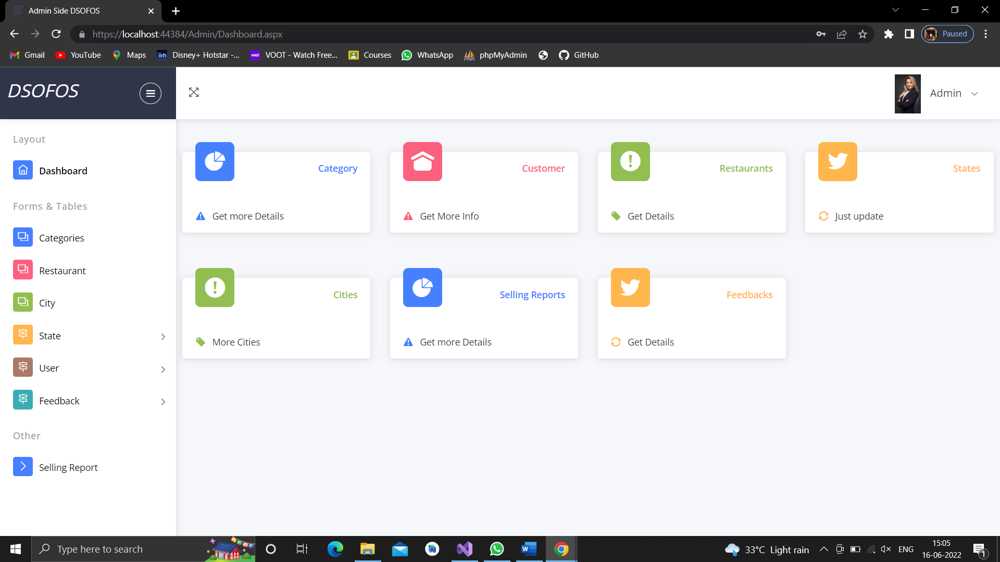 Admin Side DSOFOS
https://localhost:44384/Admin/Dashboard.aspx
Paused
Gmail YouTube Maps Disney+ Hotstar -... VOOT - Watch Free... Courses WhatsApp phpMyAdmin GitHub
DSOFOS
Admin
Layout
Dashboard
Forms & Tables
Categories
Restaurant
City
State
User
Feedback
Other
Selling Report
Category
Get more Details
Customer
Get More Info
Restaurants
Get Details
States
Just update
Cities
More Cities
Selling Reports
Get more Details
Feedbacks
Get Details
Type here to search
33°C Light rain
ENG
15:05
16-06-2022
1